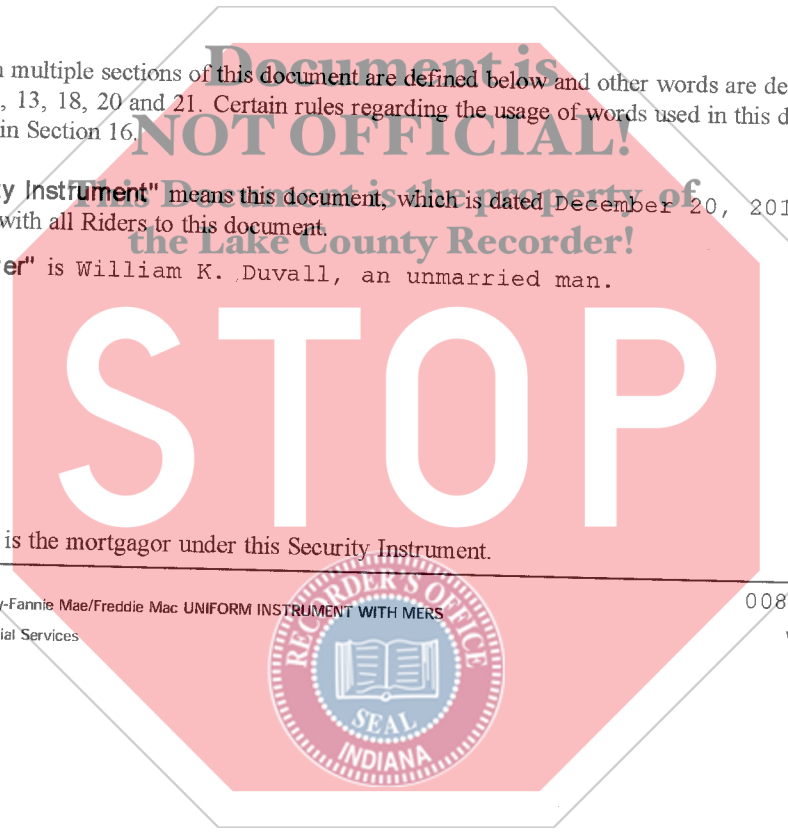 Document is
multiple sections of this document are defined below and other words are de
, 13, 18, 20 and 21. Certain rules regarding the usage of words used in this d
in Section 16.
NOT OFFICIAL!
y Instrument" means this document, which is dated December 20, 201
This Document is the property of
with all Riders to this document.
the Lake County Recorder!
er" is William K. Duvall, an unmarried man.
STOP
is the mortgagor under this Security Instrument.
-Fannie Mae/Freddie Mac UNIFORM INSTRUMENT WITH MERS
008
ial Services
RECORDER'S OFFICE
SEAL
INDIANA